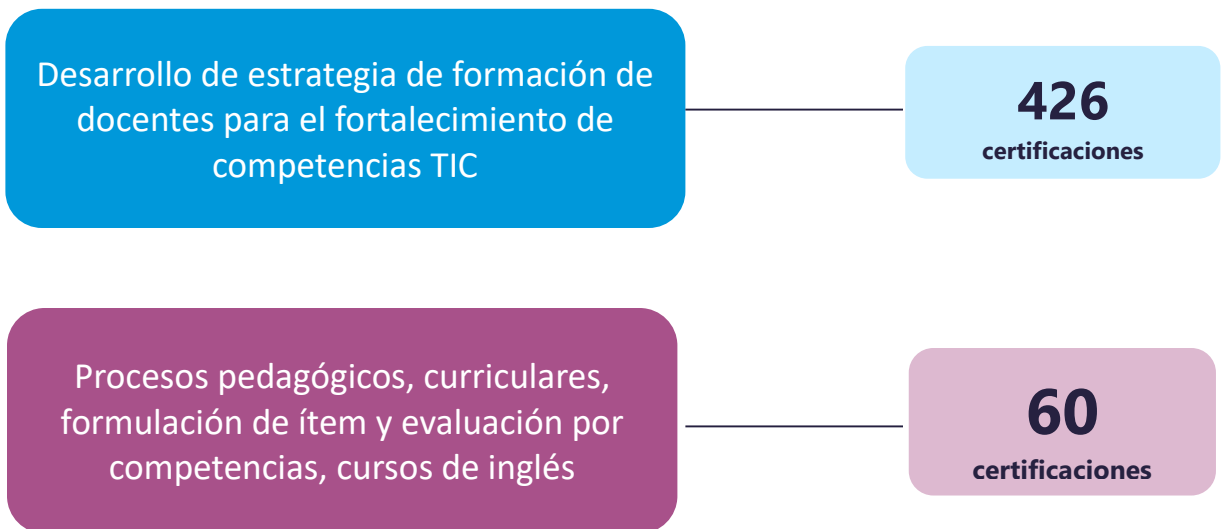 Desarrollo de estrategia de formación de
docentes para el fortalecimiento de
competencias TIC
426
certificaciones
Procesos pedagógicos, curriculares,
formulación de ítem y evaluación por
competencias, cursos de inglés
60
certificaciones